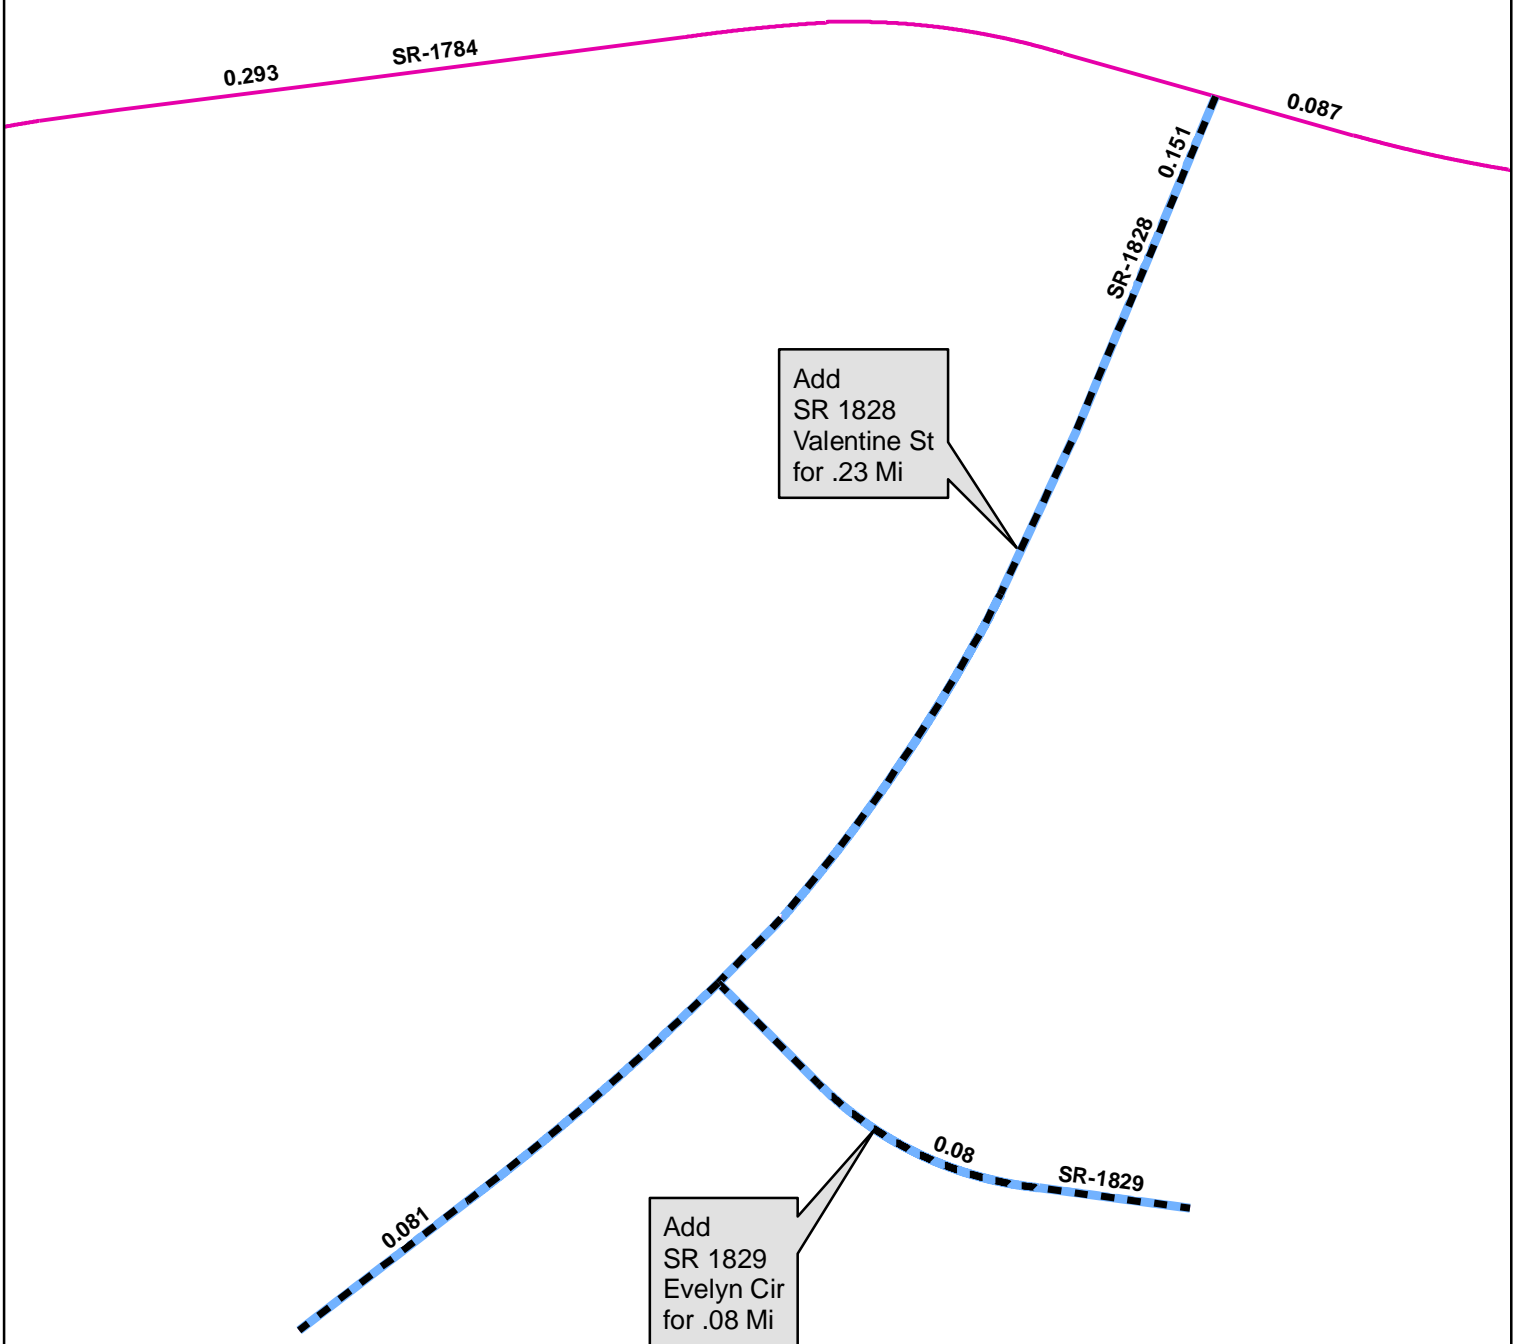 SR-1784
0.293
0.087
0.151
SR-1828
Add
SR 1828
Valentine St
for .23 Mi
0.08
SR-1829
0.081
Add
SR 1829
Evelyn Cir
for .08 Mi